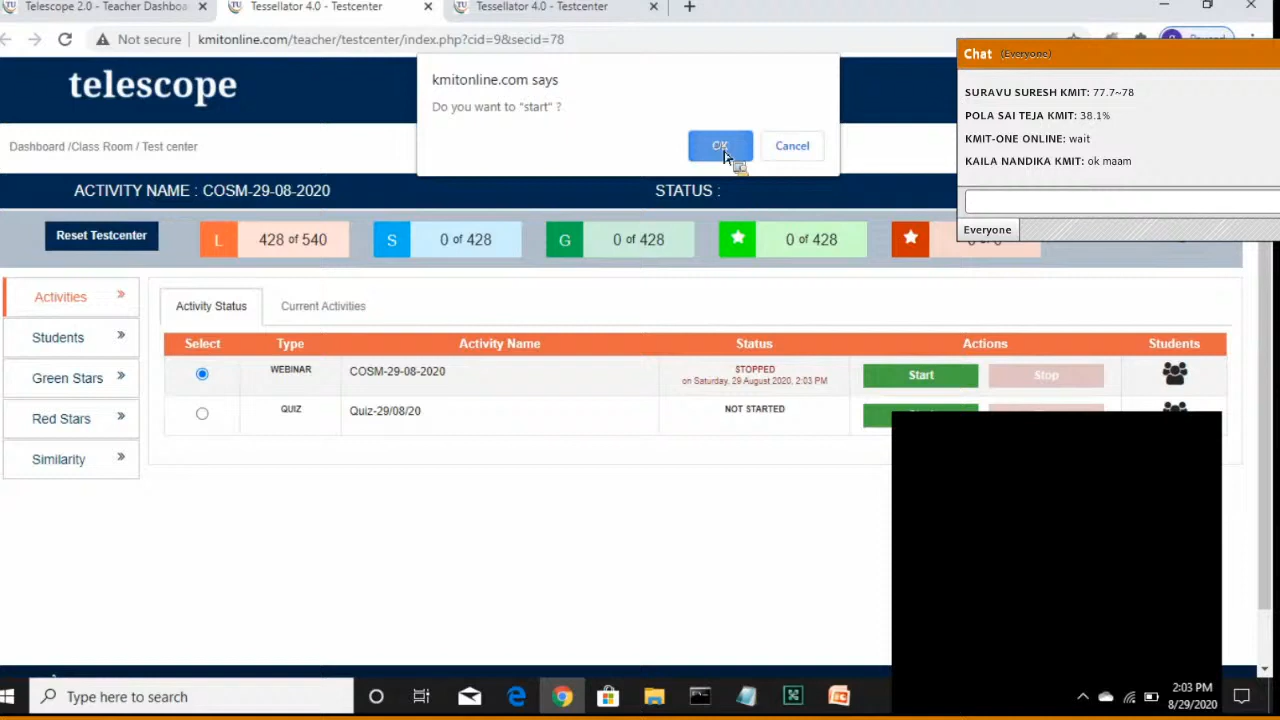 Telescope 2.0 - Teacher Dashboa
Tessellator 4.0 - Testcenter
Tessellator 4.0 - Testcenter
Not secure
kmitonline.com/teacher/testcenter/index.php?cid=9&secid=78
telescope
kmitonline.com says
Do you want to "start" ?
OK
Cancel
Chat (Everyone)
SURAVU SURESH KMIT: 77.7~78
POLA SAI TEJA KMIT: 38.1%
KMIT-ONE ONLINE: wait
KAILA NANDIKA KMIT: ok maam
Everyone
Dashboard /Class Room / Test center
ACTIVITY NAME : COSM-29-08-2020
STATUS :
Reset Testcenter
L
428 of 540
S
0 of 428
G
0 of 428
0 of 428
Activities
Students
Green Stars
Red Stars
Similarity
Activity Status
Current Activities
Select
Type
Activity Name
Status
Actions
Students
WEBINAR
COSM-29-08-2020
STOPPED
on Saturday, 29 August 2020, 2:03 PM
Start
Stop
QUIZ
Quiz-29/08/20
NOT STARTED
Type here to search
2:03 PM
8/29/2020